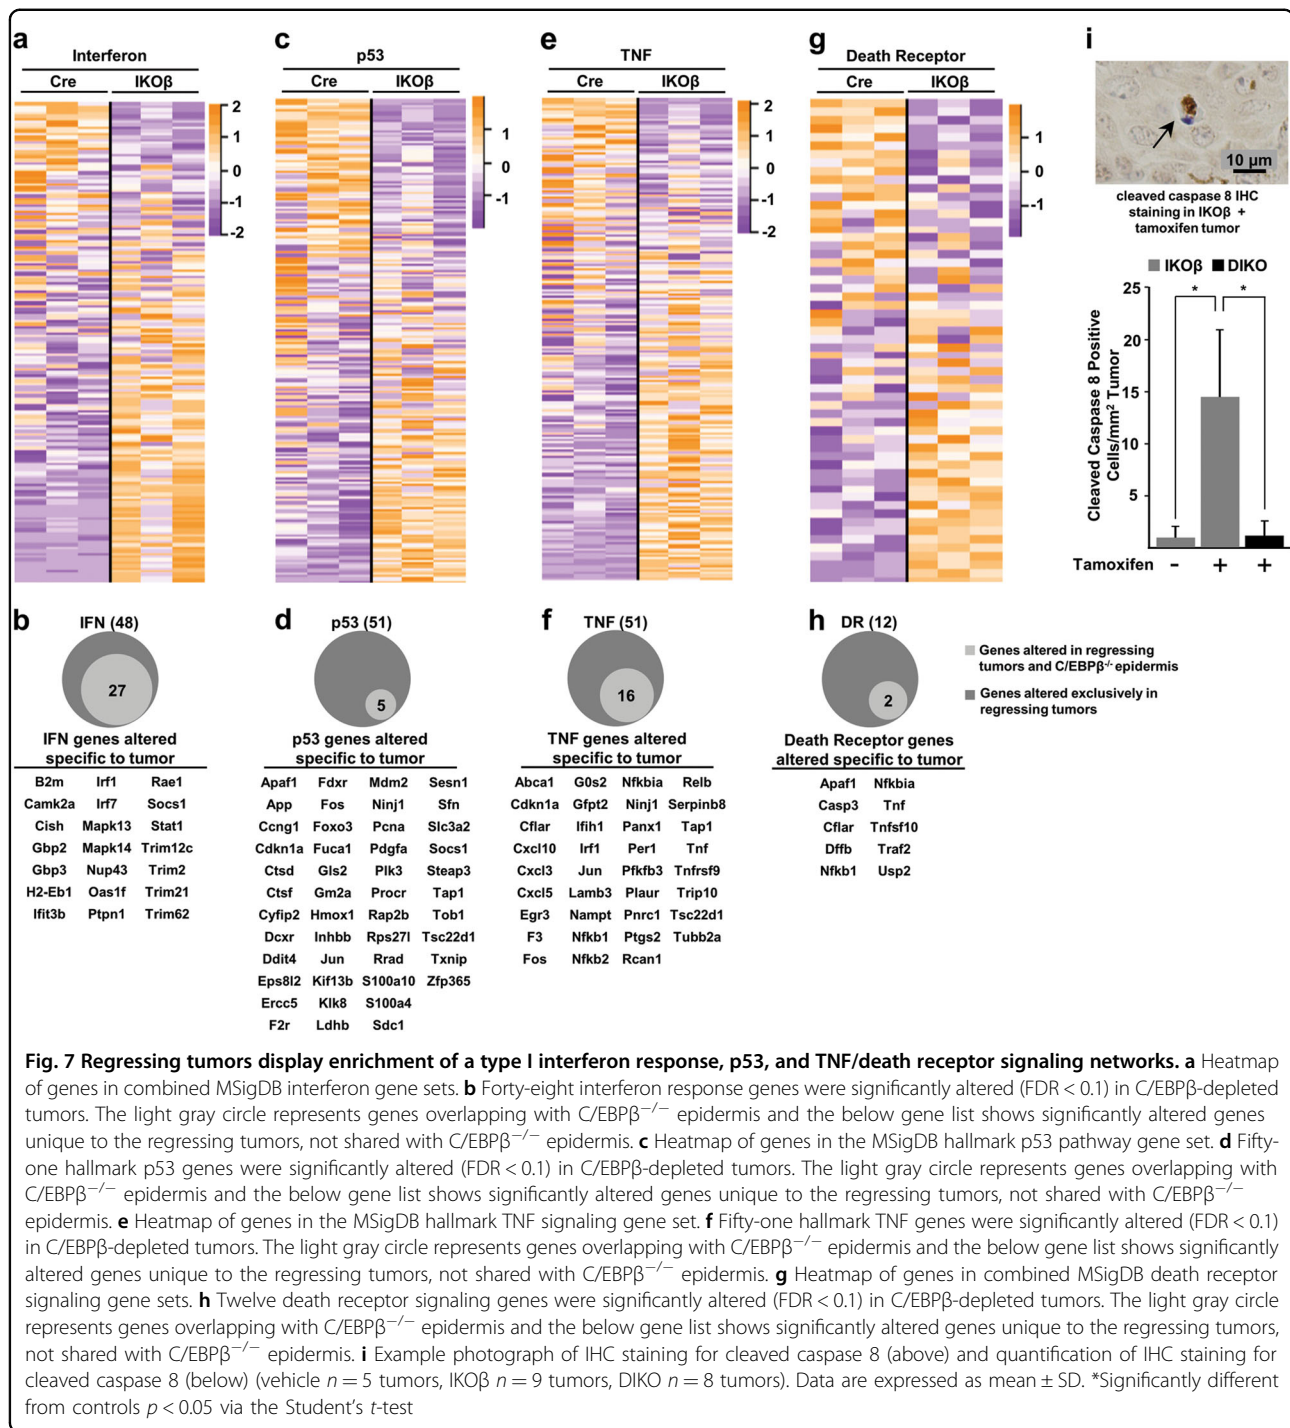 a
Interferon
Cre IKOβ
2
1
0
-1
-2
c
p53
Cre IKOβ
1
0
-1
e
TNF
Cre IKOβ
2
1
0
-1
-2
g
Death Receptor
Cre IKOβ
1
0
-1
i
10 µm
cleaved caspase 8 IHC
staining in IKOβ +
tamoxifen tumor
IKOβ DIKO
Cleaved Caspase 8 Positive
Cells/mm² Tumor
25
20
15
10
5
* *
Tamoxifen - + +
b
IFN (48)
27
IFN genes altered
specific to tumor
B2m Irf1 Rae1
Camk2a Irf7 Socs1
Cish Mapk13 Stat1
Gbp2 Mapk14 Trim12c
Gbp3 Nup43 Trim2
H2-Eb1 Oas1f Trim21
Ifit3b Ptpn1 Trim62
d
p53 (51)
5
p53 genes altered
specific to tumor
Apaf1 Fdxr Mdm2 Sesn1
App Fos Ninj1 Sfn
Ccng1 Foxo3 Pcna Slc3a2
Cdkn1a Fuca1 Pdgfa Socs1
Ctsd Gls2 Plk3 Steap3
Ctsf Gm2a Procr Tap1
Cyfip2 Hmox1 Rap2b Tob1
Dcxr Inhbb Rps27l Tsc22d1
Ddit4 Jun Rrad Txnip
Eps8l2 Kif13b S100a10 Zfp365
Ercc5 Klk8 S100a4
F2r Ldhb Sdc1
f
TNF (51)
16
TNF genes altered
specific to tumor
Abca1 G0s2 Nfkbia Relb
Cdkn1a Gfpt2 Ninj1 Serpinb8
Cflar Ifih1 Panx1 Tap1
Cxcl10 Irf1 Per1 Tnf
Cxcl3 Jun Pfkfb3 Tnfrsf9
Cxcl5 Lamb3 Plaur Trip10
Egr3 Nampt Pnrc1 Tsc22d1
F3 Nfkb1 Ptgs2 Tubb2a
Fos Nfkb2 Rcan1
h
DR (12)
2
Death Receptor genes
altered specific to tumor
Apaf1 Nfkbia
Casp3 Tnf
Cflar Tnfsf10
Dffb Traf2
Nfkb1 Usp2
Genes altered in regressing
tumors and C/EBPβ-/- epidermis
Genes altered exclusively in
regressing tumors
Fig. 7 Regressing tumors display enrichment of a type I interferon response, p53, and TNF/death receptor signaling networks. a Heatmap
of genes in combined MSigDB interferon gene sets. b Forty-eight interferon response genes were significantly altered (FDR < 0.1) in C/EBPβ-depleted
tumors. The light gray circle represents genes overlapping with C/EBPβ−/− epidermis and the below gene list shows significantly altered genes
unique to the regressing tumors, not shared with C/EBPβ−/− epidermis. c Heatmap of genes in the MSigDB hallmark p53 pathway gene set. d Fifty-
one hallmark p53 genes were significantly altered (FDR < 0.1) in C/EBPβ-depleted tumors. The light gray circle represents genes overlapping with
C/EBPβ−/− epidermis and the below gene list shows significantly altered genes unique to the regressing tumors, not shared with C/EBPβ−/−
epidermis. e Heatmap of genes in the MSigDB hallmark TNF signaling gene set. f Fifty-one hallmark TNF genes were significantly altered (FDR < 0.1)
in C/EBPβ-depleted tumors. The light gray circle represents genes overlapping with C/EBPβ−/− epidermis and the below gene list shows significantly
altered genes unique to the regressing tumors, not shared with C/EBPβ−/− epidermis. g Heatmap of genes in combined MSigDB death receptor
signaling gene sets. h Twelve death receptor signaling genes were significantly altered (FDR < 0.1) in C/EBPβ-depleted tumors. The light gray circle
represents genes overlapping with C/EBPβ−/− epidermis and the below gene list shows significantly altered genes unique to the regressing tumors,
not shared with C/EBPβ−/− epidermis. i Example photograph of IHC staining for cleaved caspase 8 (above) and quantification of IHC staining for
cleaved caspase 8 (below) (vehicle n = 5 tumors, IKOβ n = 9 tumors, DIKO n = 8 tumors). Data are expressed as mean ± SD. *Significantly different
from controls p < 0.05 via the Student's t-test